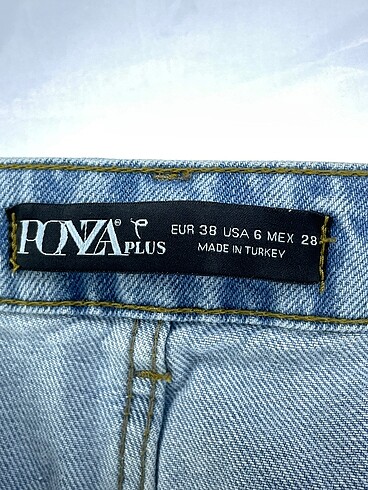 PONZA® PLUS
EUR 38 USA 6 MEX 28
MADE IN TURKEY